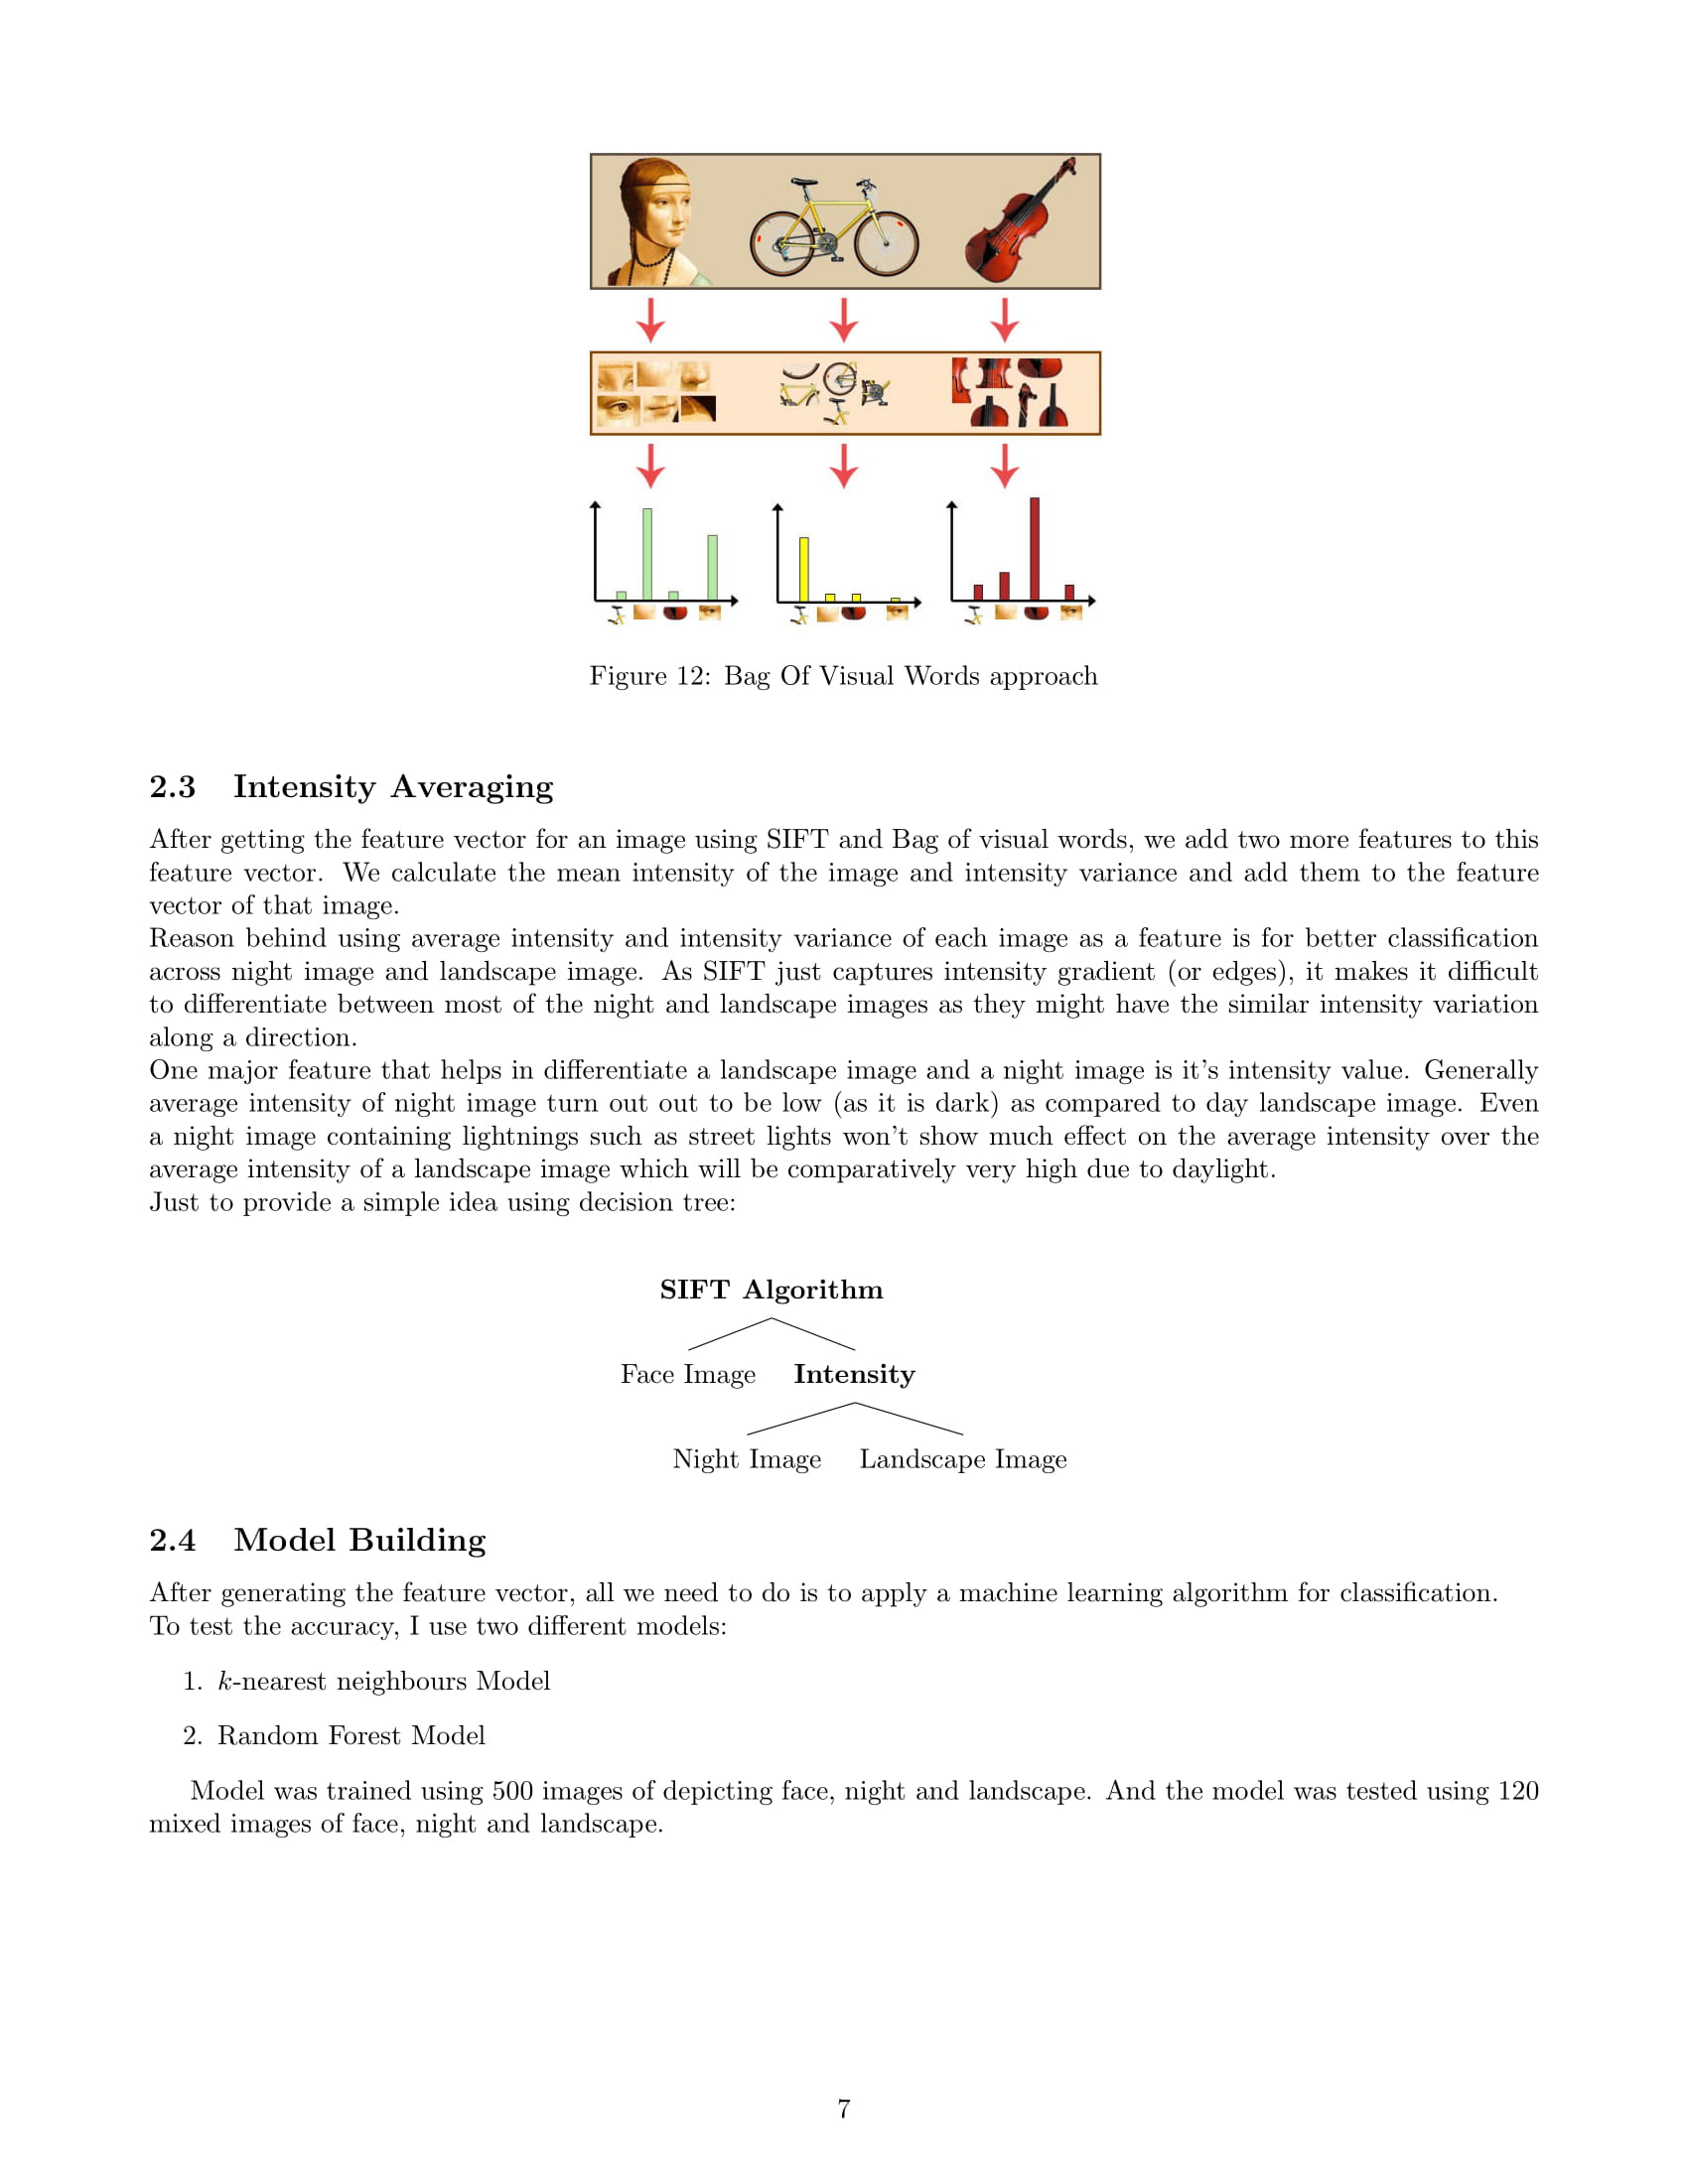 Figure 12: Bag Of Visual Words approach
2.3 Intensity Averaging
After getting the feature vector for an image using SIFT and Bag of visual words, we add two more features to this
feature vector. We calculate the mean intensity of the image and intensity variance and add them to the feature
vector of that image.
Reason behind using average intensity and intensity variance of each image as a feature is for better classification
across night image and landscape image. As SIFT just captures intensity gradient (or edges), it makes it difficult
to differentiate between most of the night and landscape images as they might have the similar intensity variation
along a direction.
One major feature that helps in differentiate a landscape image and a night image is it's intensity value. Generally
average intensity of night image turn out out to be low (as it is dark) as compared to day landscape image. Even
a night image containing lightnings such as street lights won't show much effect on the average intensity over the
average intensity of a landscape image which will be comparatively very high due to daylight.
Just to provide a simple idea using decision tree:
SIFT Algorithm
Face Image Intensity
Night Image Landscape Image
2.4 Model Building
After generating the feature vector, all we need to do is to apply a machine learning algorithm for classification.
To test the accuracy, I use two different models:
1. k-nearest neighbours Model
2. Random Forest Model
Model was trained using 500 images of depicting face, night and landscape. And the model was tested using 120
mixed images of face, night and landscape.
7